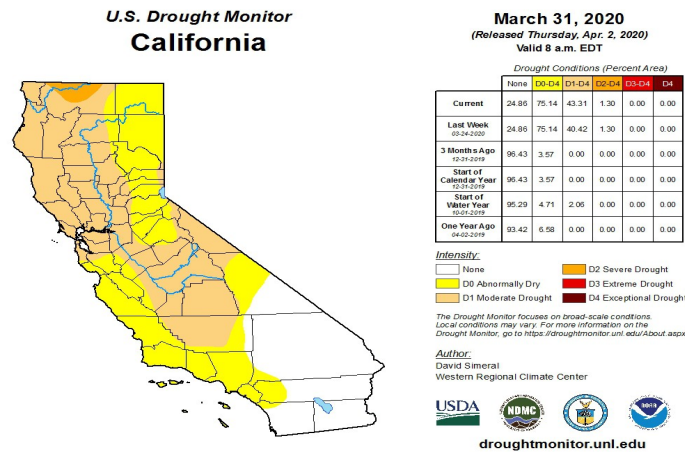 U.S. Drought Monitor
California
March 31, 2020
(Released Thursday, Apr. 2, 2020)
Valid 8 a.m. EDT
Drought Conditions (Percent Area)
None D0-D4 D1-D4 D2-D4 D3-D4 D4
Current 24.86 75.14 43.31 1.30 0.00 0.00
Last Week
03-24-2020 24.86 75.14 40.42 1.30 0.00 0.00
3 Months Ago
12-31-2019 96.43 3.57 0.00 0.00 0.00 0.00
Start of
Calendar Year
12-31-2019 96.43 3.57 0.00 0.00 0.00 0.00
Start of
Water Year
10-01-2019 95.29 4.71 2.06 0.00 0.00 0.00
One Year Ago
04-02-2019 93.42 6.58 0.00 0.00 0.00 0.00
Intensity:
None
D0 Abnormally Dry
D1 Moderate Drought
D2 Severe Drought
D3 Extreme Drought
D4 Exceptional Drought
The Drought Monitor focuses on broad-scale conditions.
Local conditions may vary. For more information on the
Drought Monitor, go to https://droughtmonitor.unl.edu/About.aspx
Author:
David Simeral
Western Regional Climate Center
USDA
NDMC
NOAA
droughtmonitor.unl.edu